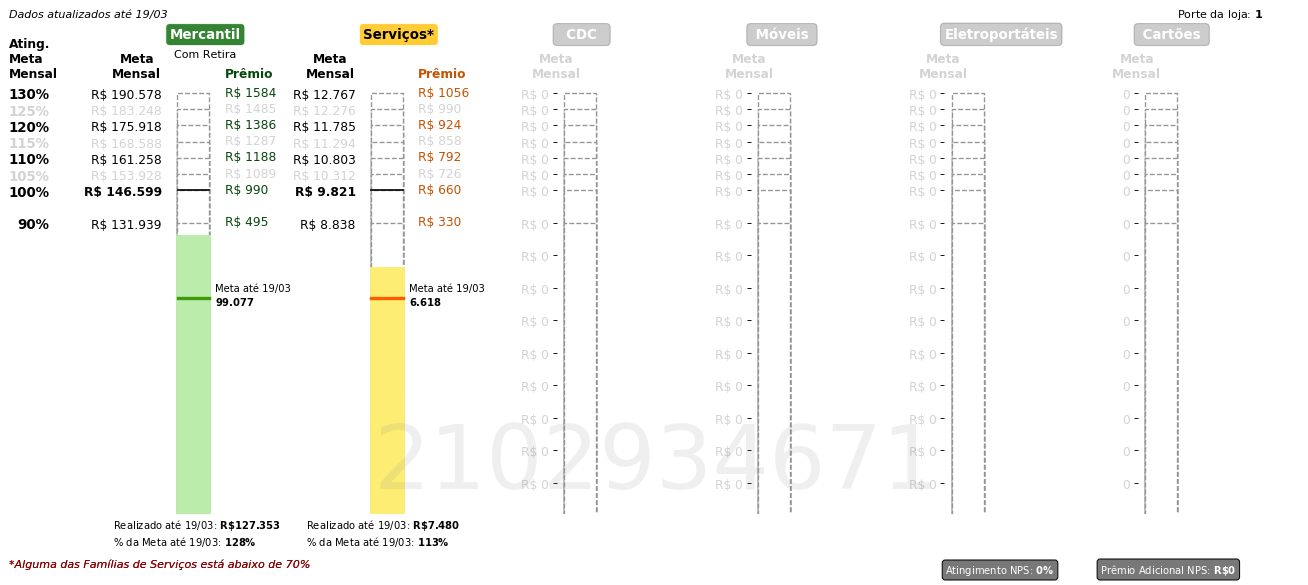 Dados atualizados até 19/03
Porte da loja: 1
Mercantil
Serviços*
CDC
Móveis
Eletroportáteis
Cartões
Com Retira
Ating.
Meta
Mensal
Meta
Mensal
Prêmio
Meta
Mensal
Prêmio
Meta
Mensal
Meta
Mensal
Meta
Mensal
Meta
Mensal
130% R$ 190.578 R$ 1584 R$ 12.767 R$ 1056 R$ 0 R$ 0 R$ 0 0
125% R$ 183.248 R$ 1485 R$ 12.276 R$ 990 R$ 0 R$ 0 R$ 0 0
120% R$ 175.918 R$ 1386 R$ 11.785 R$ 924 R$ 0 R$ 0 R$ 0 0
115% R$ 168.588 R$ 1287 R$ 11.294 R$ 858 R$ 0 R$ 0 R$ 0 0
110% R$ 161.258 R$ 1188 R$ 10.803 R$ 792 R$ 0 R$ 0 R$ 0 0
105% R$ 153.928 R$ 1089 R$ 10.312 R$ 726 R$ 0 R$ 0 R$ 0 0
100% R$ 146.599 R$ 990 R$ 9.821 R$ 660 R$ 0 R$ 0 R$ 0 0
90% R$ 131.939 R$ 495 R$ 8.838 R$ 330 R$ 0 R$ 0 R$ 0 0
R$ 0 R$ 0 R$ 0 0
Meta até 19/03
99.077
Meta até 19/03
6.618
R$ 0 R$ 0 R$ 0 0
R$ 0 R$ 0 R$ 0 0
R$ 0 R$ 0 R$ 0 0
R$ 0 R$ 0 R$ 0 0
R$ 0 R$ 0 R$ 0 0
R$ 0 R$ 0 R$ 0 0
R$ 0 R$ 0 R$ 0 0
2102934671
Realizado até 19/03: R$127.353
% da Meta até 19/03: 128%
Realizado até 19/03: R$7.480
% da Meta até 19/03: 113%
*Alguma das Famílias de Serviços está abaixo de 70%
Atingimento NPS: 0%
Prêmio Adicional NPS: R$0